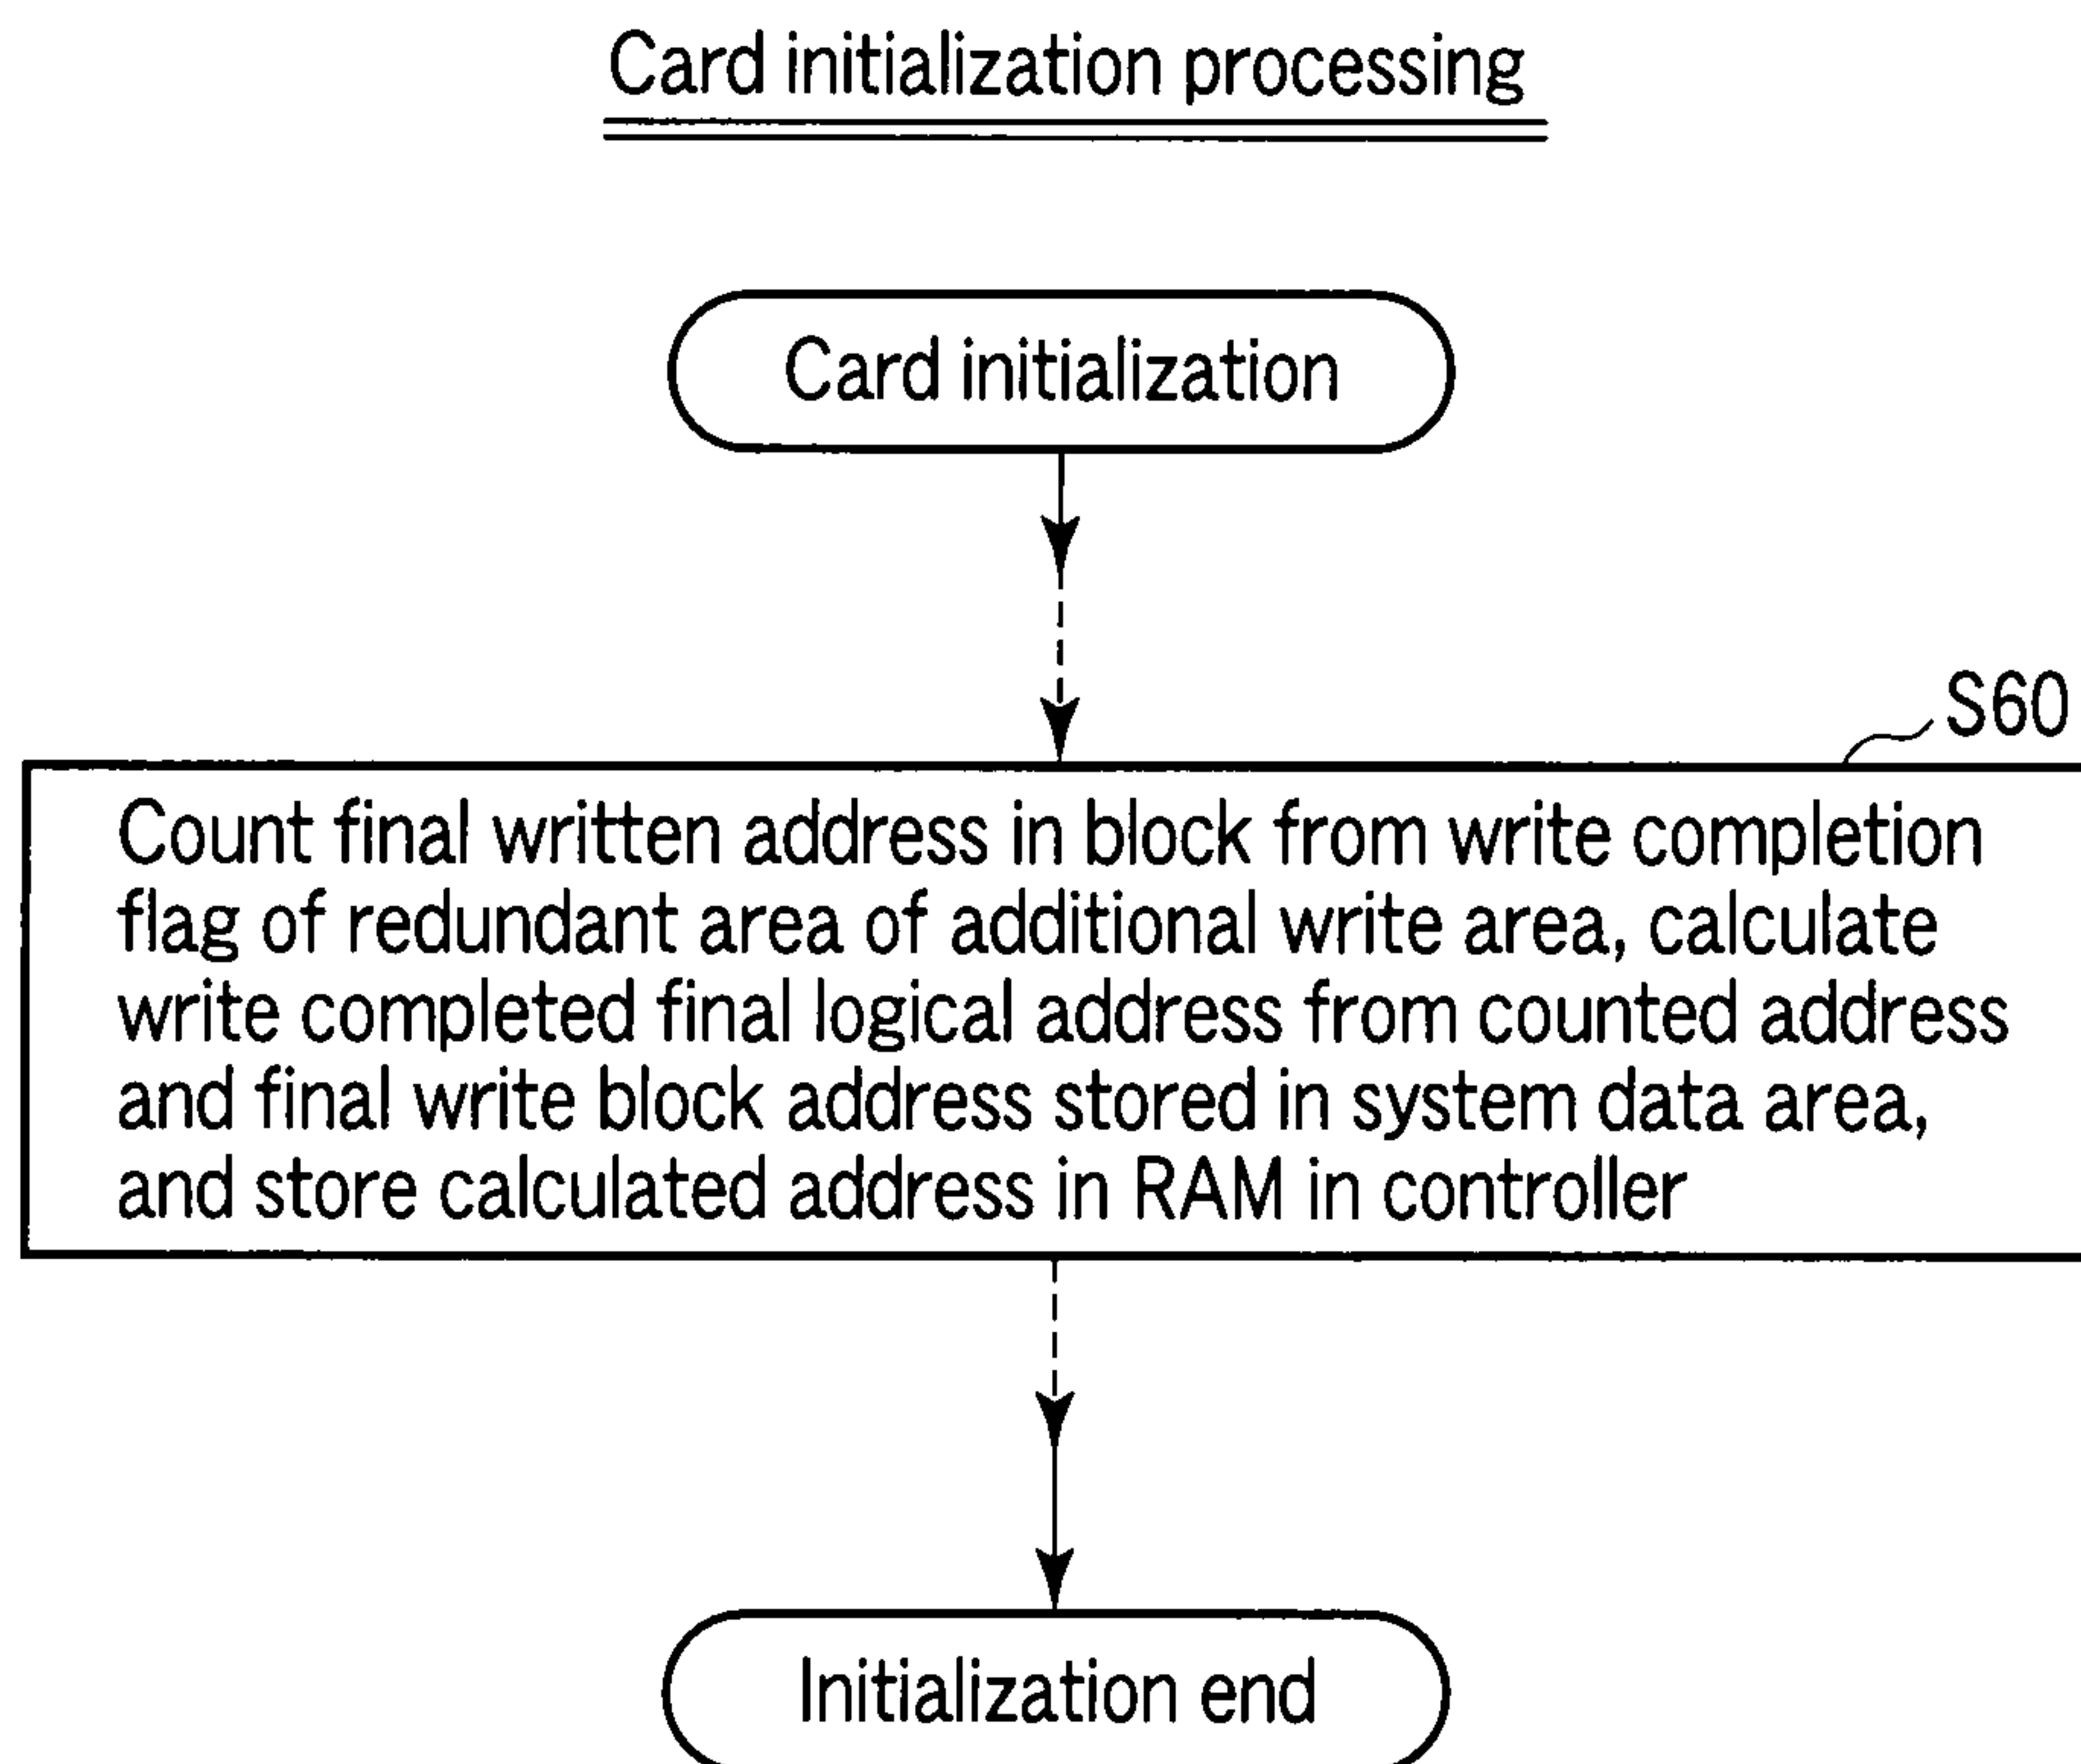 Card initialization processing
Card initialization
S60
Count final written address in block from write completion
flag of redundant area of additional write area, calculate
write completed final logical address from counted address
and final write block address stored in system data area,
and store calculated address in RAM in controller
Initialization end